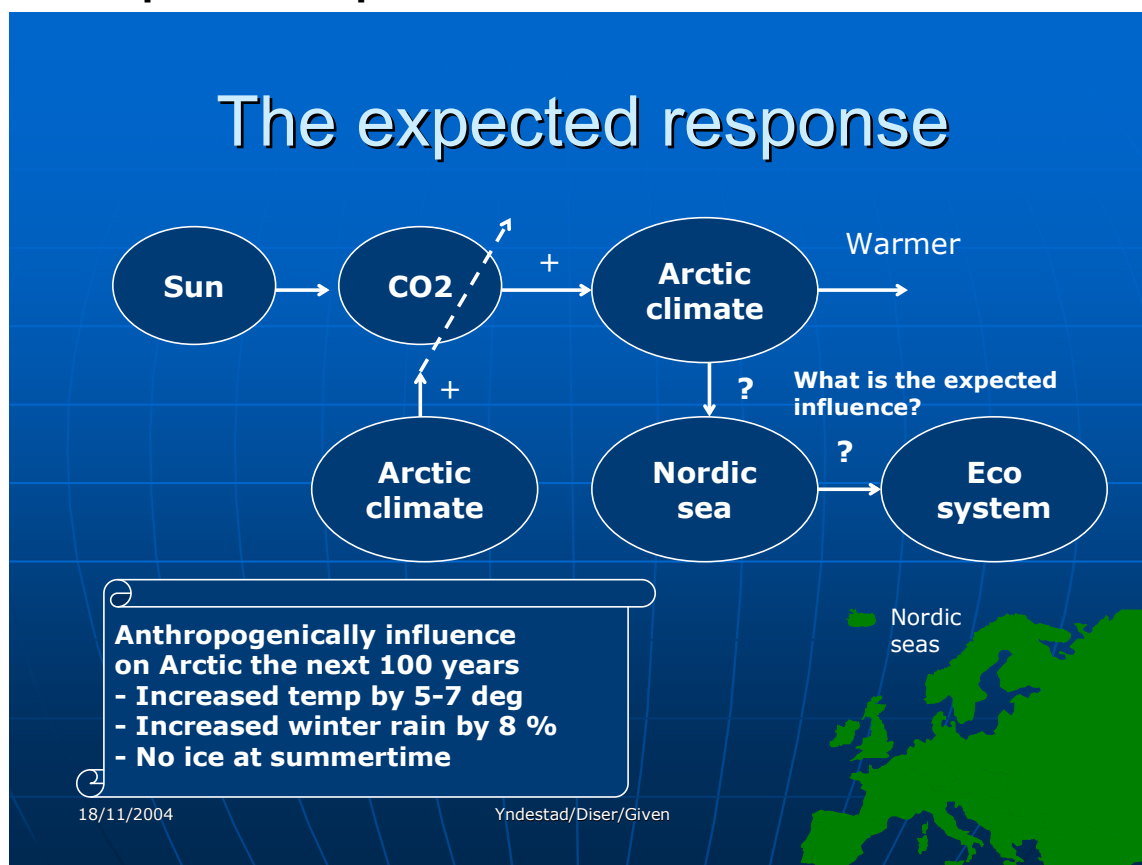 The expected response
Sun
CO2
+
Arctic
climate
Warmer
+
?
What is the expected
influence?
?
Arctic
climate
Nordic
sea
Eco
system
Anthropogenically influence
on Arctic the next 100 years
- Increased temp by 5-7 deg
- Increased winter rain by 8 %
- No ice at summertime
Nordic
seas
18/11/2004
Yndestad/Diser/Given